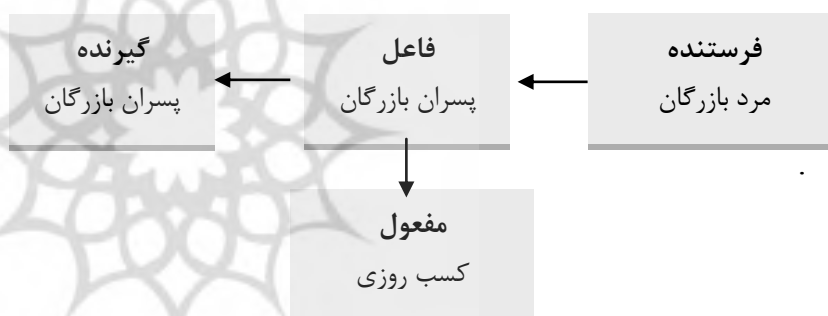 فرستنده
مرد بازرگان
فاعل
پسران بازرگان
گیرنده
پسران بازرگان
.
مفعول
کسب روزی